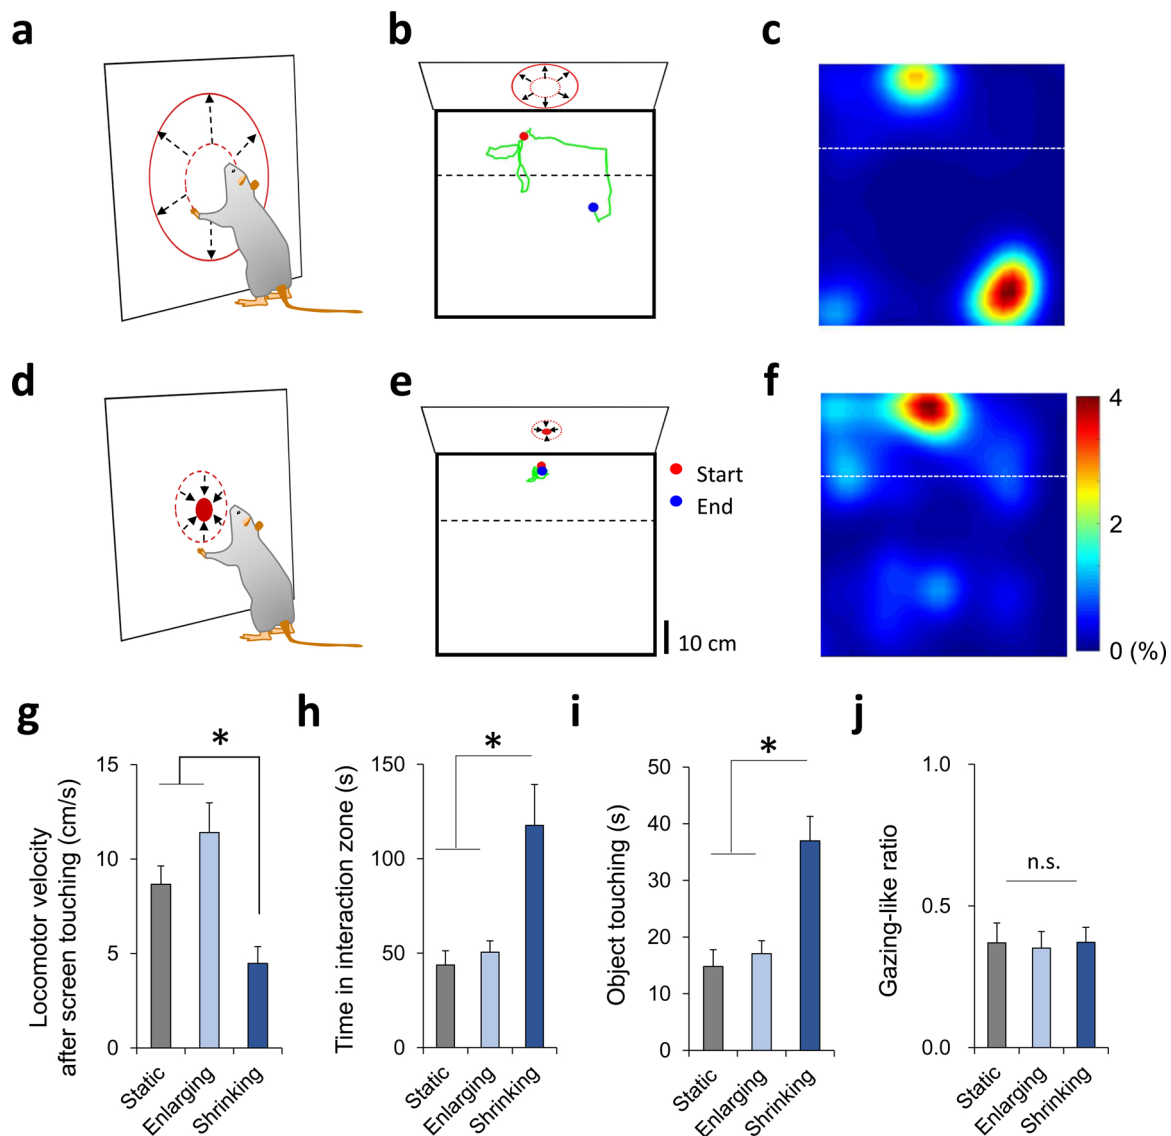 a
b
c
d
e
f
Start
End
10 cm
4
2
0 (%)
g
h
i
j
*
15
10
5
0
Locomotor velocity
after screen touching (cm/s)
Static
Enlarging
Shrinking
*
150
100
50
0
Time in interaction zone (s)
Static
Enlarging
Shrinking
*
50
40
30
20
10
0
Object touching (s)
Static
Enlarging
Shrinking
1.0
n.s.
0.5
0.0
Gazing-like ratio
Static
Enlarging
Shrinking